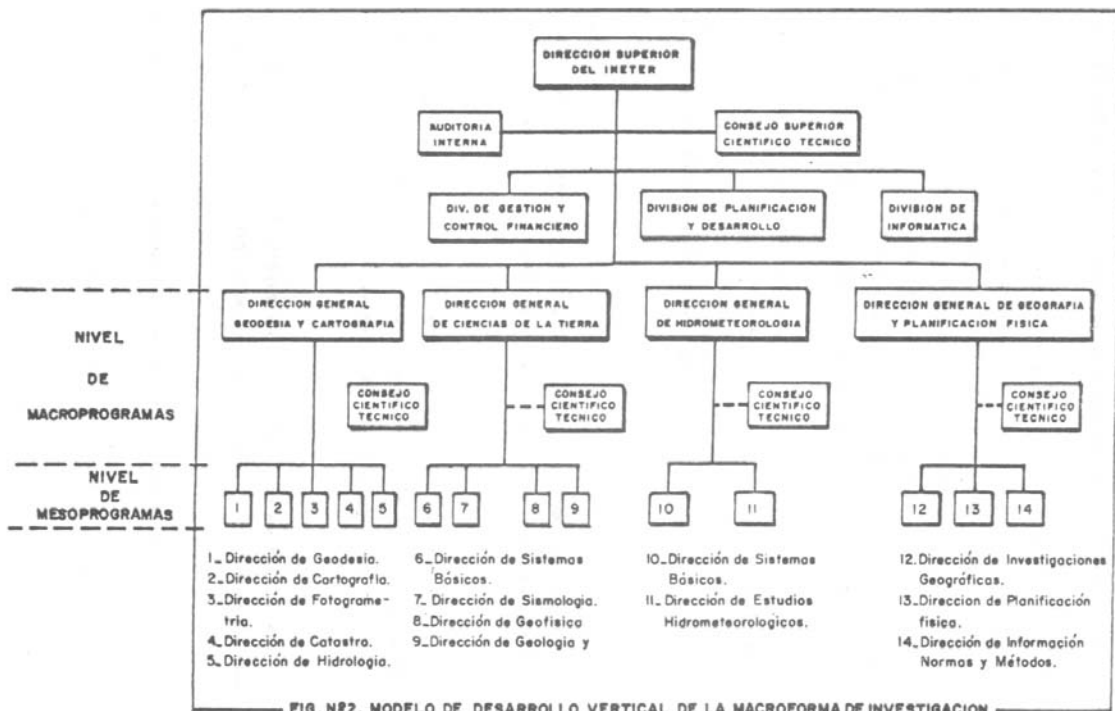 DIRECCION SUPERIOR
DEL INETER
AUDITORIA
INTERNA
CONSEJO SUPERIOR
CIENTIFICO TECNICO
DIV. DE GESTION Y
CONTROL FINANCIERO
DIVISION DE PLANIFICACION
Y DESARROLLO
DIVISION DE
INFORMATICA
DIRECCION GENERAL
GEODESIA Y CARTOGRAFIA
DIRECCION GENERAL
DE CIENCIAS DE LA TIERRA
DIRECCION GENERAL
DE HIDROMETEOROLOGIA
DIRECCION GENERAL DE GEOGRAFIA
Y PLANIFICACION FISICA
NIVEL
DE
MACROPROGRAMAS
CONSEJO
CIENTIFICO
TECNICO
CONSEJO
CIENTIFICO
TECNICO
CONSEJO
CIENTIFICO
TECNICO
CONSEJO
CIENTIFICO
TECNICO
NIVEL
DE
MESOPROGRAMAS
1 2 3 4 5 6 7 8 9 10 11 12 13 14
1_ Dirección de Geodesia.
2_ Dirección de Cartografía.
3_ Dirección de Fotograme-
tria.
4_ Dirección de Catastro.
5_ Dirección de Hidrologia.
6_ Dirección de Sistemas
Básicos.
7_ Dirección de Sismologia.
8_ Dirección de Geofisica
9_ Dirección de Geologia y
10_ Dirección de Sistemas
Básicos.
11_ Dirección de Estudios
Hidrometeorologicos.
12_ Dirección de Investigaciones
Geográficas.
13_ Direccion de Planificación
fisica.
14_ Dirección de Información
Normas y Métodos.
FIG. Nº2 MODELO DE DESARROLLO VERTICAL DE LA MACROFORMA DE INVESTIGACION